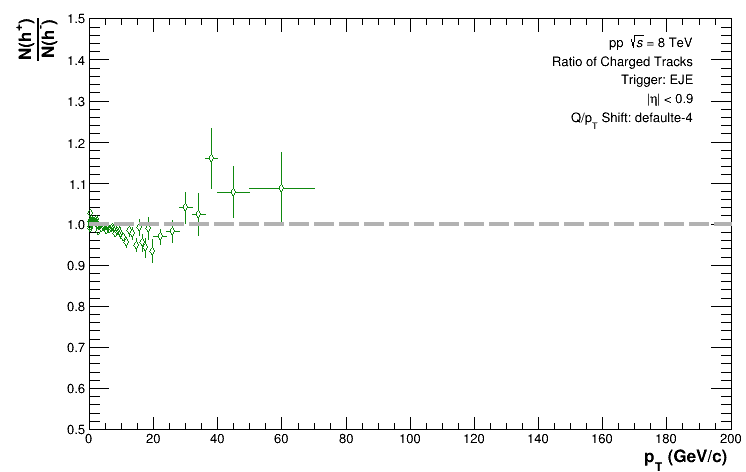 N(h⁺)
N(h⁻)
1.5
1.4
1.3
1.2
1.1
1.0
0.9
0.8
0.7
0.6
0.5
pp √s = 8 TeV
Ratio of Charged Tracks
Trigger: EJE
|η| < 0.9
Q/p_T Shift: defaulte-4
0 20 40 60 80 100 120 140 160 180 200
p_T (GeV/c)